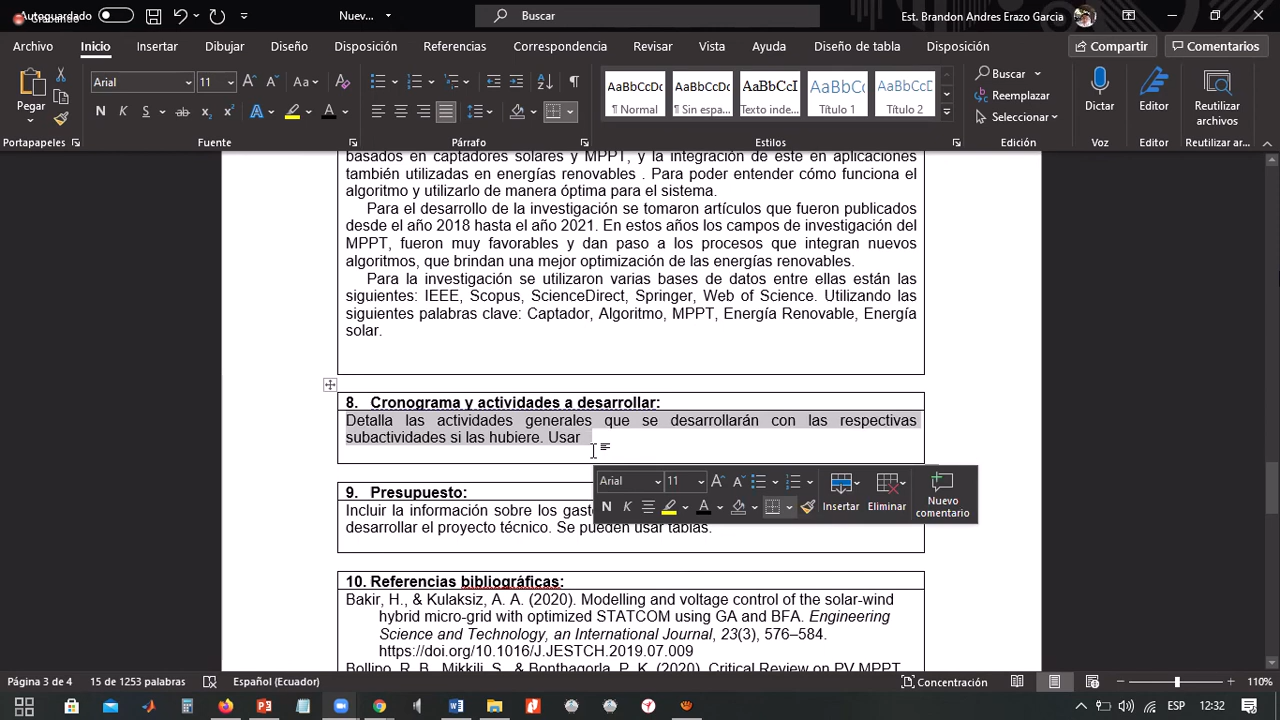 Autoguardado
Nuev...
Buscar
Est. Brandon Andres Erazo Garcia
Archivo Inicio Insertar Dibujar Diseño Disposición Referencias Correspondencia Revisar Vista Ayuda Diseño de tabla Disposición
Compartir Comentarios
Pegar
Arial 11
Aa
N K S ab x₂ x²
AaBbCcDc AaBbCcDc AaBbCcI AaBbC AaBbCc
¶ Normal ¶ Sin espa... Texto inde... Título 1 Título 2
Buscar
Reemplazar
Seleccionar
Dictar Editor Reutilizar archivos
Portapapeles Fuente Párrafo Estilos Edición Voz Editor Reutilizar ar...
basados en captadores solares y MPPT, y la integración de este en aplicaciones
también utilizadas en energías renovables . Para poder entender cómo funciona el
algoritmo y utilizarlo de manera óptima para el sistema.
Para el desarrollo de la investigación se tomaron artículos que fueron publicados
desde el año 2018 hasta el año 2021. En estos años los campos de investigación del
MPPT, fueron muy favorables y dan paso a los procesos que integran nuevos
algoritmos, que brindan una mejor optimización de las energías renovables.
Para la investigación se utilizaron varias bases de datos entre ellas están las
siguientes: IEEE, Scopus, ScienceDirect, Springer, Web of Science. Utilizando las
siguientes palabras clave: Captador, Algoritmo, MPPT, Energía Renovable, Energía
solar.
8. Cronograma y actividades a desarrollar:
Detalla las actividades generales que se desarrollarán con las respectivas
subactividades si las hubiere. Usar
Arial 11
N K
Insertar Eliminar Nuevo comentario
9. Presupuesto:
Incluir la información sobre los gast
desarrollar el proyecto técnico. Se pueden usar tablas.
10. Referencias bibliográficas:
Bakir, H., & Kulaksiz, A. A. (2020). Modelling and voltage control of the solar-wind
hybrid micro-grid with optimized STATCOM using GA and BFA. Engineering
Science and Technology, an International Journal, 23(3), 576–584.
https://doi.org/10.1016/J.JESTCH.2019.07.009
Bollipo, R. B., Mikkili, S., & Bonthagorla, P. K. (2020). Critical Review on PV MPPT
Página 3 de 4 15 de 1253 palabras Español (Ecuador) Concentración 110%
ESP 12:32